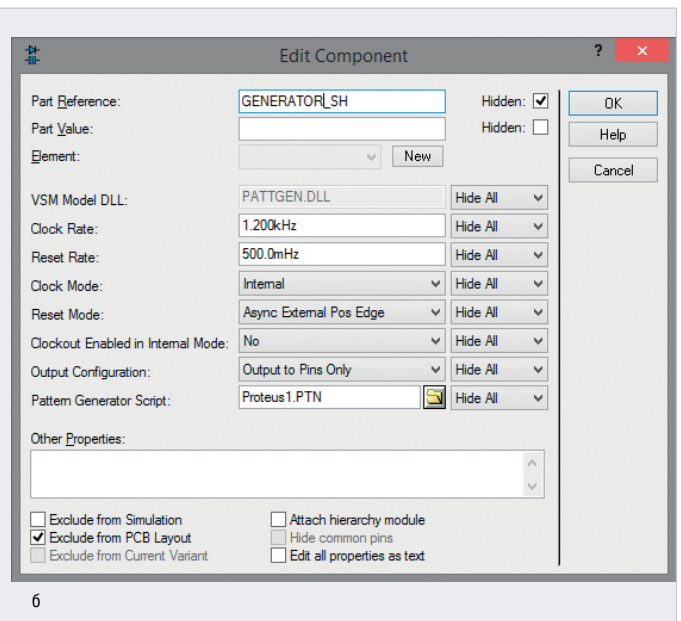 Edit Component
?
Part Reference: GENERATOR_SH Hidden:
OK
Part Value: Hidden:
Help
Element: New
Cancel
VSM Model DLL: PATTGEN.DLL Hide All
Clock Rate: 1.200kHz Hide All
Reset Rate: 500.0mHz Hide All
Clock Mode: Internal Hide All
Reset Mode: Async External Pos Edge Hide All
Clockout Enabled in Internal Mode: No Hide All
Output Configuration: Output to Pins Only Hide All
Pattern Generator Script: Proteus1.PTN Hide All
Other Properties:
Exclude from Simulation Attach hierarchy module
Exclude from PCB Layout Hide common pins
Exclude from Current Variant Edit all properties as text
б